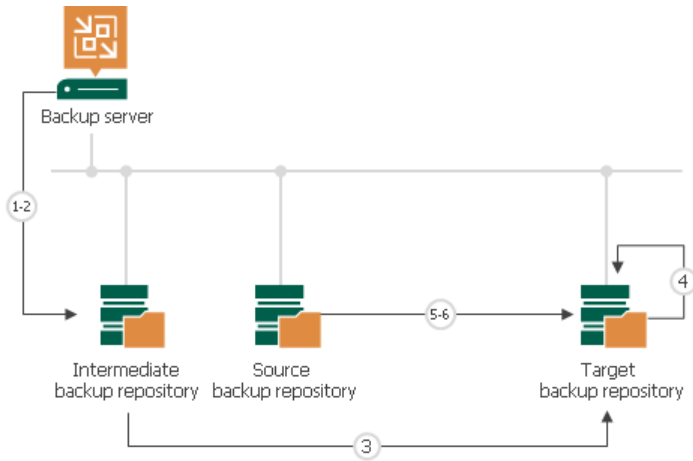 Backup server
1-2
4
5-6
Intermediate
backup repository
Source
backup repository
Target
backup repository
3